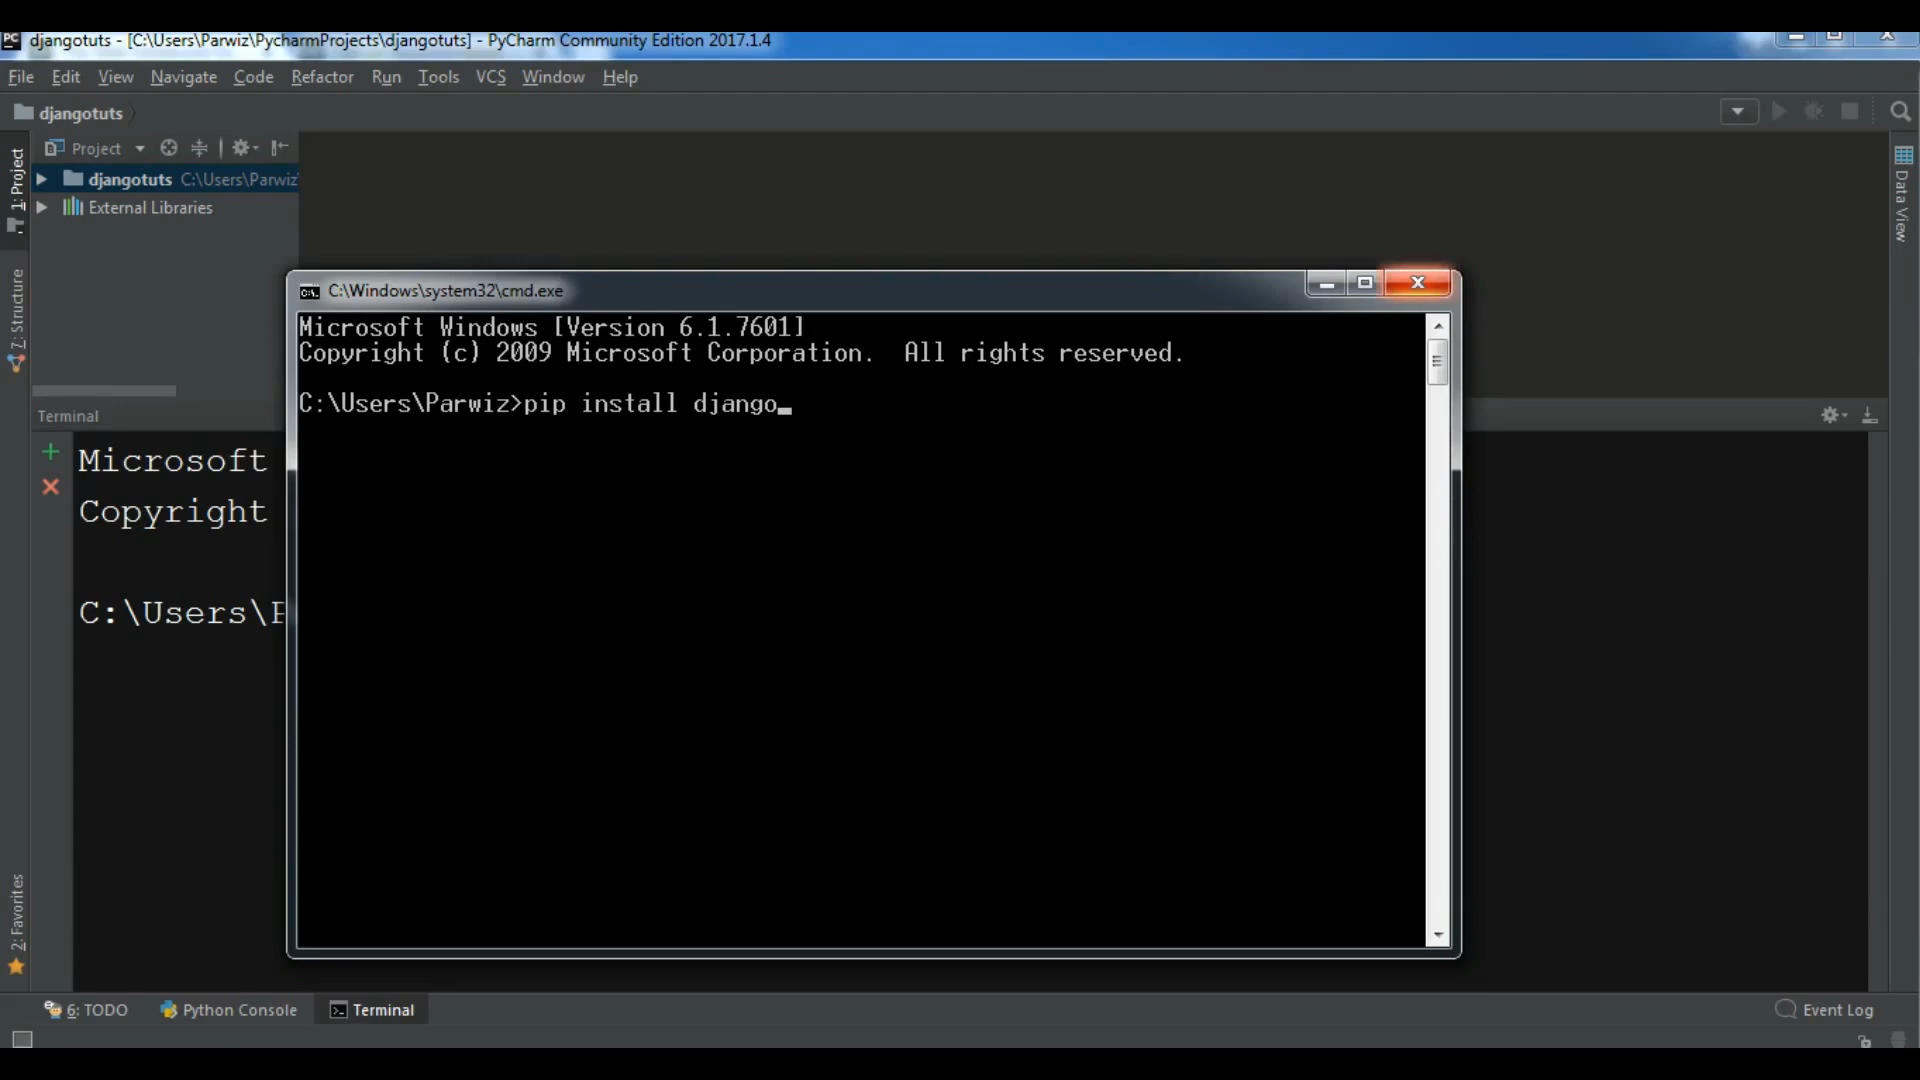 djangotuts - [C:\Users\Parwiz\PycharmProjects\djangotuts] - PyCharm Community Edition 2017.1.4
File Edit View Navigate Code Refactor Run Tools VCS Window Help
djangotuts
Project
djangotuts C:\Users\Parwiz
External Libraries
1: Project
7: Structure
2: Favorites
Data View
C:\Windows\system32\cmd.exe
Microsoft Windows [Version 6.1.7601]
Copyright (c) 2009 Microsoft Corporation. All rights reserved.
C:\Users\Parwiz>pip install django_
Terminal
Microsoft
Copyright
C:\Users\P
6: TODO Python Console Terminal Event Log